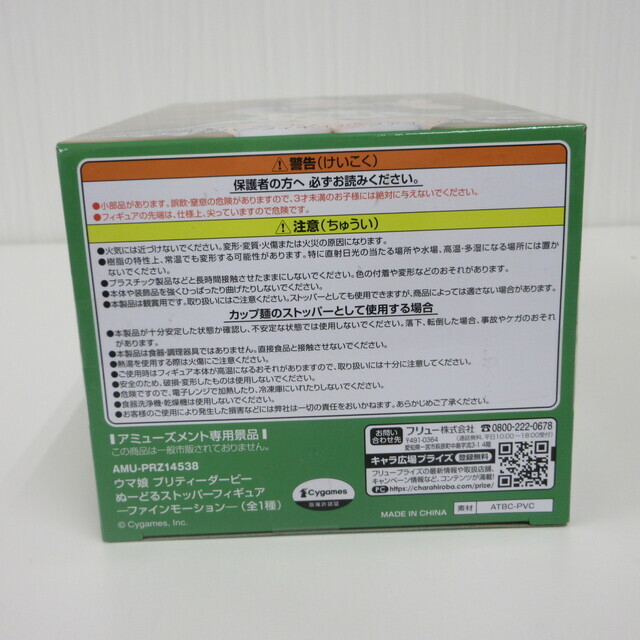 ⚠警告(けいこく)
保護者の方へ 必ずお読みください。
●小部品があります。誤飲・窒息の危険がありますので、3才未満のお子様には絶対に与えないでください。
●フィギュアの先端は、仕様上、尖っていますので危険です。
⚠注意(ちゅうい)
●火気には近づけないでください。変形・変質・火傷または火災の原因になります。
●樹脂の特性上、常温でも変形する可能性があります。特に直射日光の当たる場所や水場、高温・多湿になる場所には置か
ないでください。
●プラスチック製品などと長時間接触させたままにしないでください。色の付着や変形などのおそれがあります。
●本体や装飾品を強くひっぱったり曲げたりしないでください。
●本製品は観賞用です。取り扱いにはご注意ください。ストッパーとしても使用できますが、商品によっては適さない場合があります。
カップ麺のストッパーとして使用する場合
●本製品が十分安定した状態か確認し、不安定な状態では使用しないでください。落下、転倒した場合、事故やケガのおそれ
があります。
●本製品は食器・調理器具ではありません。直接食品と接触させないでください。
●熱湯を使用する際は火傷にご注意ください。
●ご使用時はフィギュア本体が高温になるおそれがありますので、取り扱いには十分に注意してください。
●安全のため、破損・変形したものは使用しないでください。
●危険ですので、電子レンジで加熱したり、冷凍庫にいれたりしないでください。
●食器洗浄機・乾燥機は使用しないでください。
●お客様のご使用により発生した損害などには弊社は一切の責任をおいかねます。あらかじめご了承ください。
アミューズメント専用景品
この商品は一般市販されておりません。
AMU-PRZ14538
ウマ娘 プリティーダービー
ぬーどるストッパーフィギュア
―ファインモーション―(全1種)
© Cygames, Inc.
Cygames
版権許諾証
お問い
合わせ先
フリュー株式会社 ☎0800-222-0678
〒491-0364 (通話無料、平日10:00~18:00受付)
愛知県一宮市萩原町東宮重3-14階
キャラ広場プライズ 登録無料
フリュープライズの最新情報や取扱店舗、
キャンペーン情報など、コンテンツが満載!
PC https://charahiroba.com/prize/
MADE IN CHINA
素材 ATBC-PVC